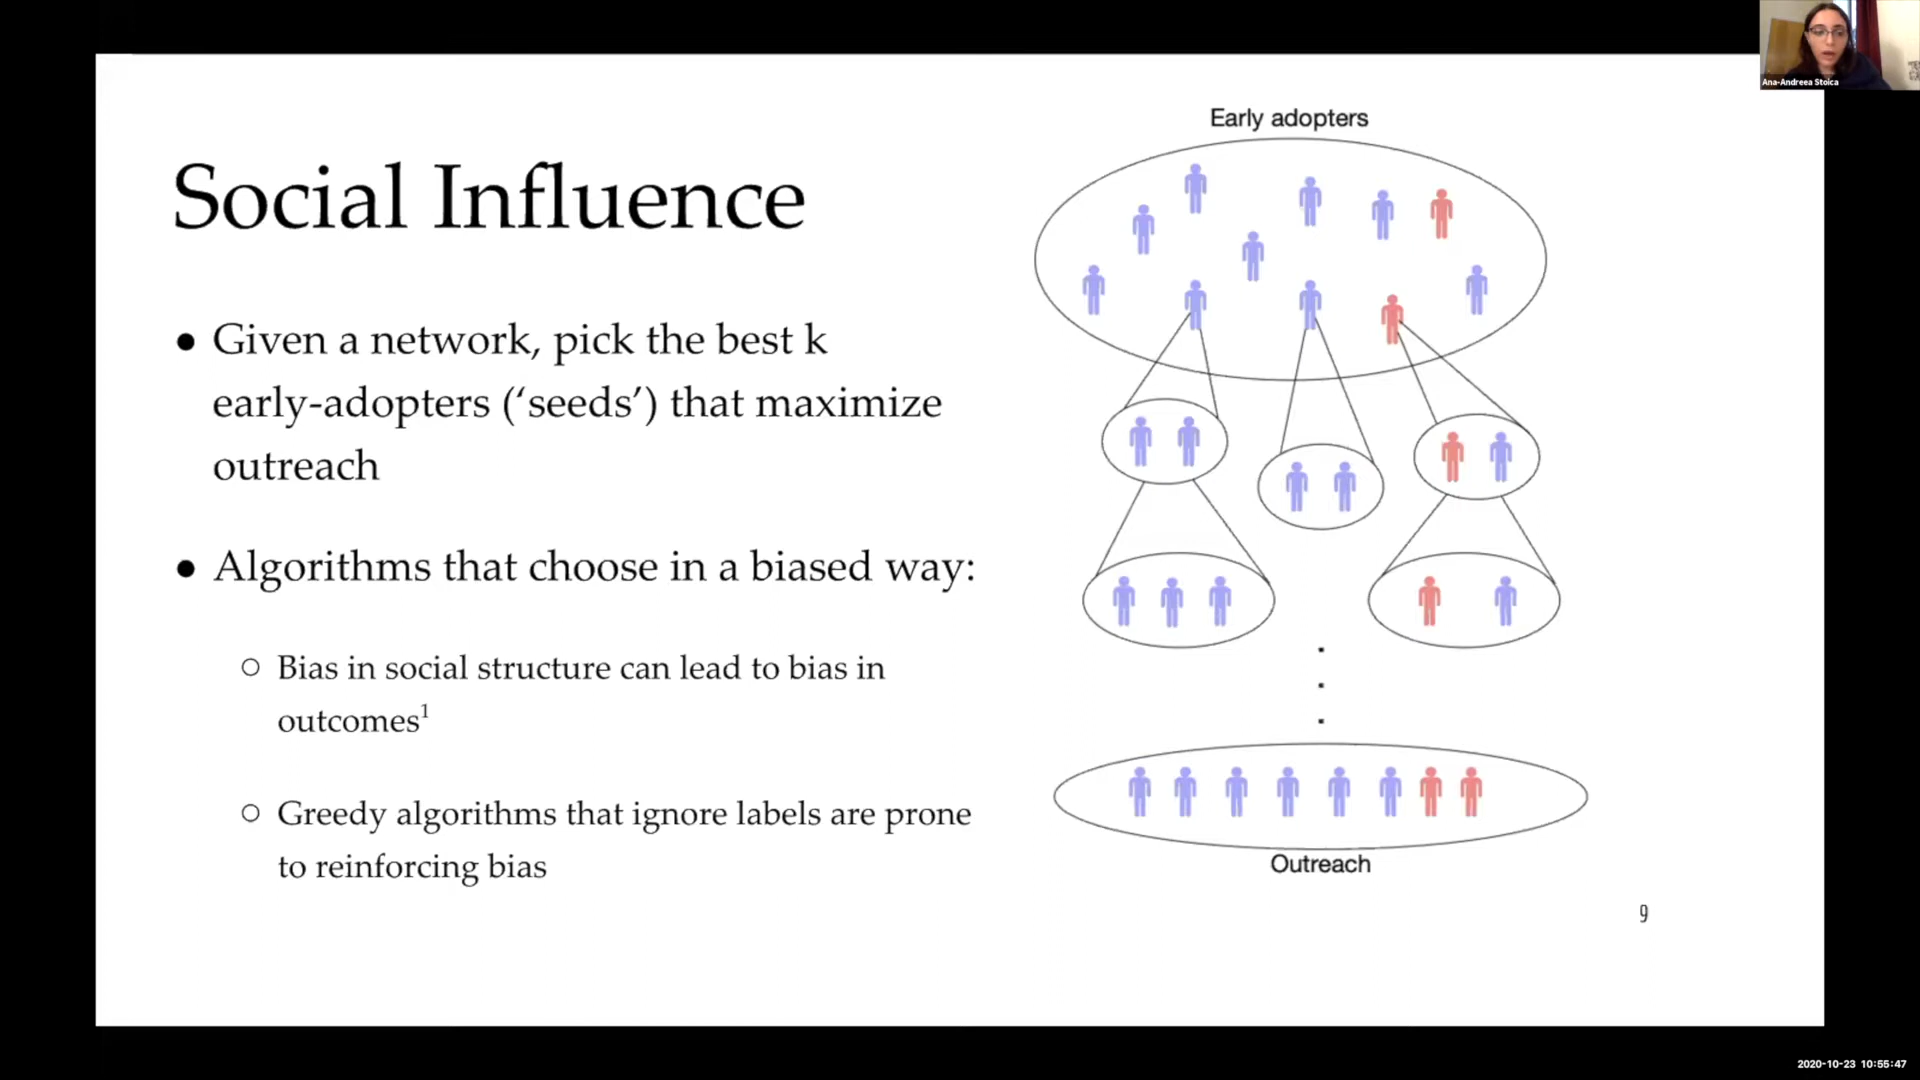 Ana-Andreea Stoica
Social Influence
● Given a network, pick the best k
early-adopters (‘seeds’) that maximize
outreach
● Algorithms that choose in a biased way:
○ Bias in social structure can lead to bias in
outcomes¹
○ Greedy algorithms that ignore labels are prone
to reinforcing bias
Early adopters
Outreach
9
2020-10-23 10:55:47